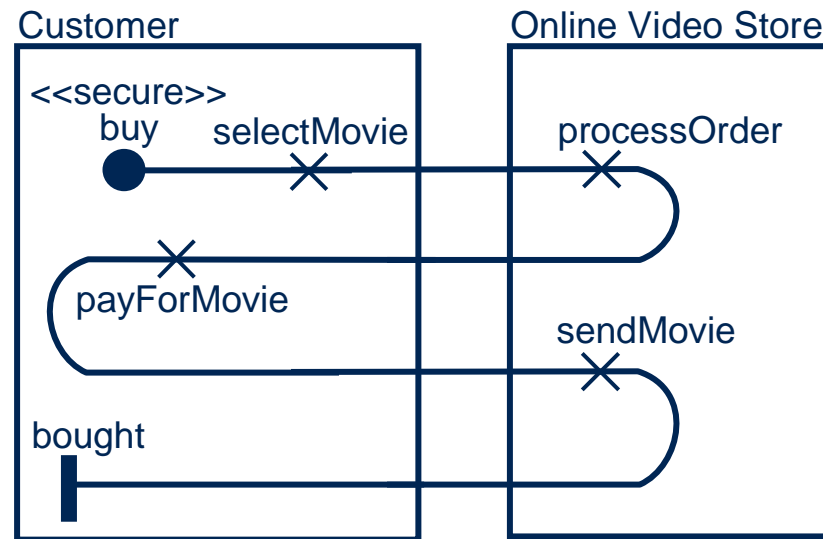 Customer
Online Video Store
<<secure>>
buy
selectMovie
processOrder
payForMovie
sendMovie
bought